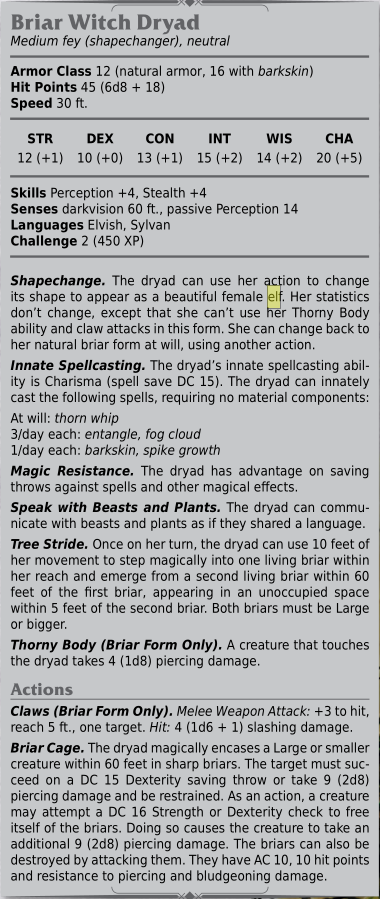 Briar Witch Dryad
Medium fey (shapechanger), neutral
Armor Class 12 (natural armor, 16 with barkskin)
Hit Points 45 (6d8 + 18)
Speed 30 ft.
STR DEX CON INT WIS CHA
12 (+1) 10 (+0) 13 (+1) 15 (+2) 14 (+2) 20 (+5)
Skills Perception +4, Stealth +4
Senses darkvision 60 ft., passive Perception 14
Languages Elvish, Sylvan
Challenge 2 (450 XP)
Shapechange. The dryad can use her action to change
its shape to appear as a beautiful female elf. Her statistics
don’t change, except that she can’t use her Thorny Body
ability and claw attacks in this form. She can change back to
her natural briar form at will, using another action.
Innate Spellcasting. The dryad’s innate spellcasting abil-
ity is Charisma (spell save DC 15). The dryad can innately
cast the following spells, requiring no material components:
At will: thorn whip
3/day each: entangle, fog cloud
1/day each: barkskin, spike growth
Magic Resistance. The dryad has advantage on saving
throws against spells and other magical effects.
Speak with Beasts and Plants. The dryad can commu-
nicate with beasts and plants as if they shared a language.
Tree Stride. Once on her turn, the dryad can use 10 feet of
her movement to step magically into one living briar within
her reach and emerge from a second living briar within 60
feet of the first briar, appearing in an unoccupied space
within 5 feet of the second briar. Both briars must be Large
or bigger.
Thorny Body (Briar Form Only). A creature that touches
the dryad takes 4 (1d8) piercing damage.
Actions
Claws (Briar Form Only). Melee Weapon Attack: +3 to hit,
reach 5 ft., one target. Hit: 4 (1d6 + 1) slashing damage.
Briar Cage. The dryad magically encases a Large or smaller
creature within 60 feet in sharp briars. The target must suc-
ceed on a DC 15 Dexterity saving throw or take 9 (2d8)
piercing damage and be restrained. As an action, a creature
may attempt a DC 16 Strength or Dexterity check to free
itself of the briars. Doing so causes the creature to take an
additional 9 (2d8) piercing damage. The briars can also be
destroyed by attacking them. They have AC 10, 10 hit points
and resistance to piercing and bludgeoning damage.